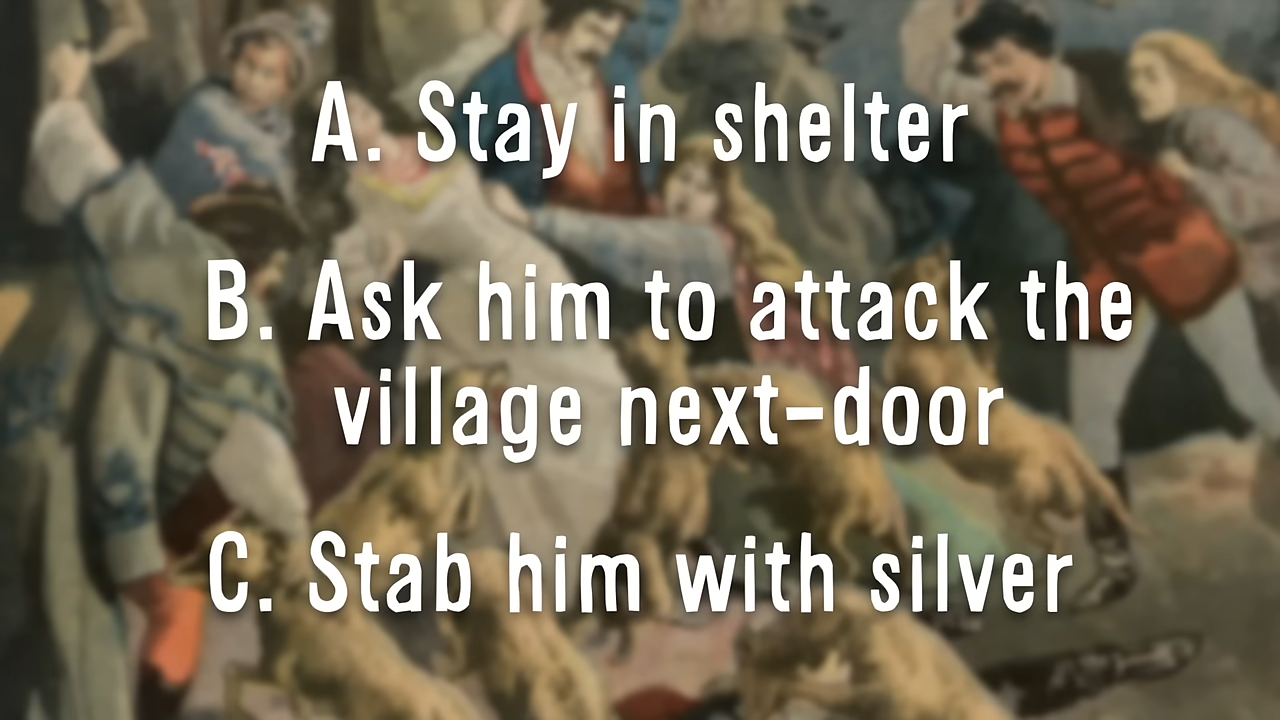 A. Stay in shelter
B. Ask him to attack the
village next-door
C. Stab him with silver